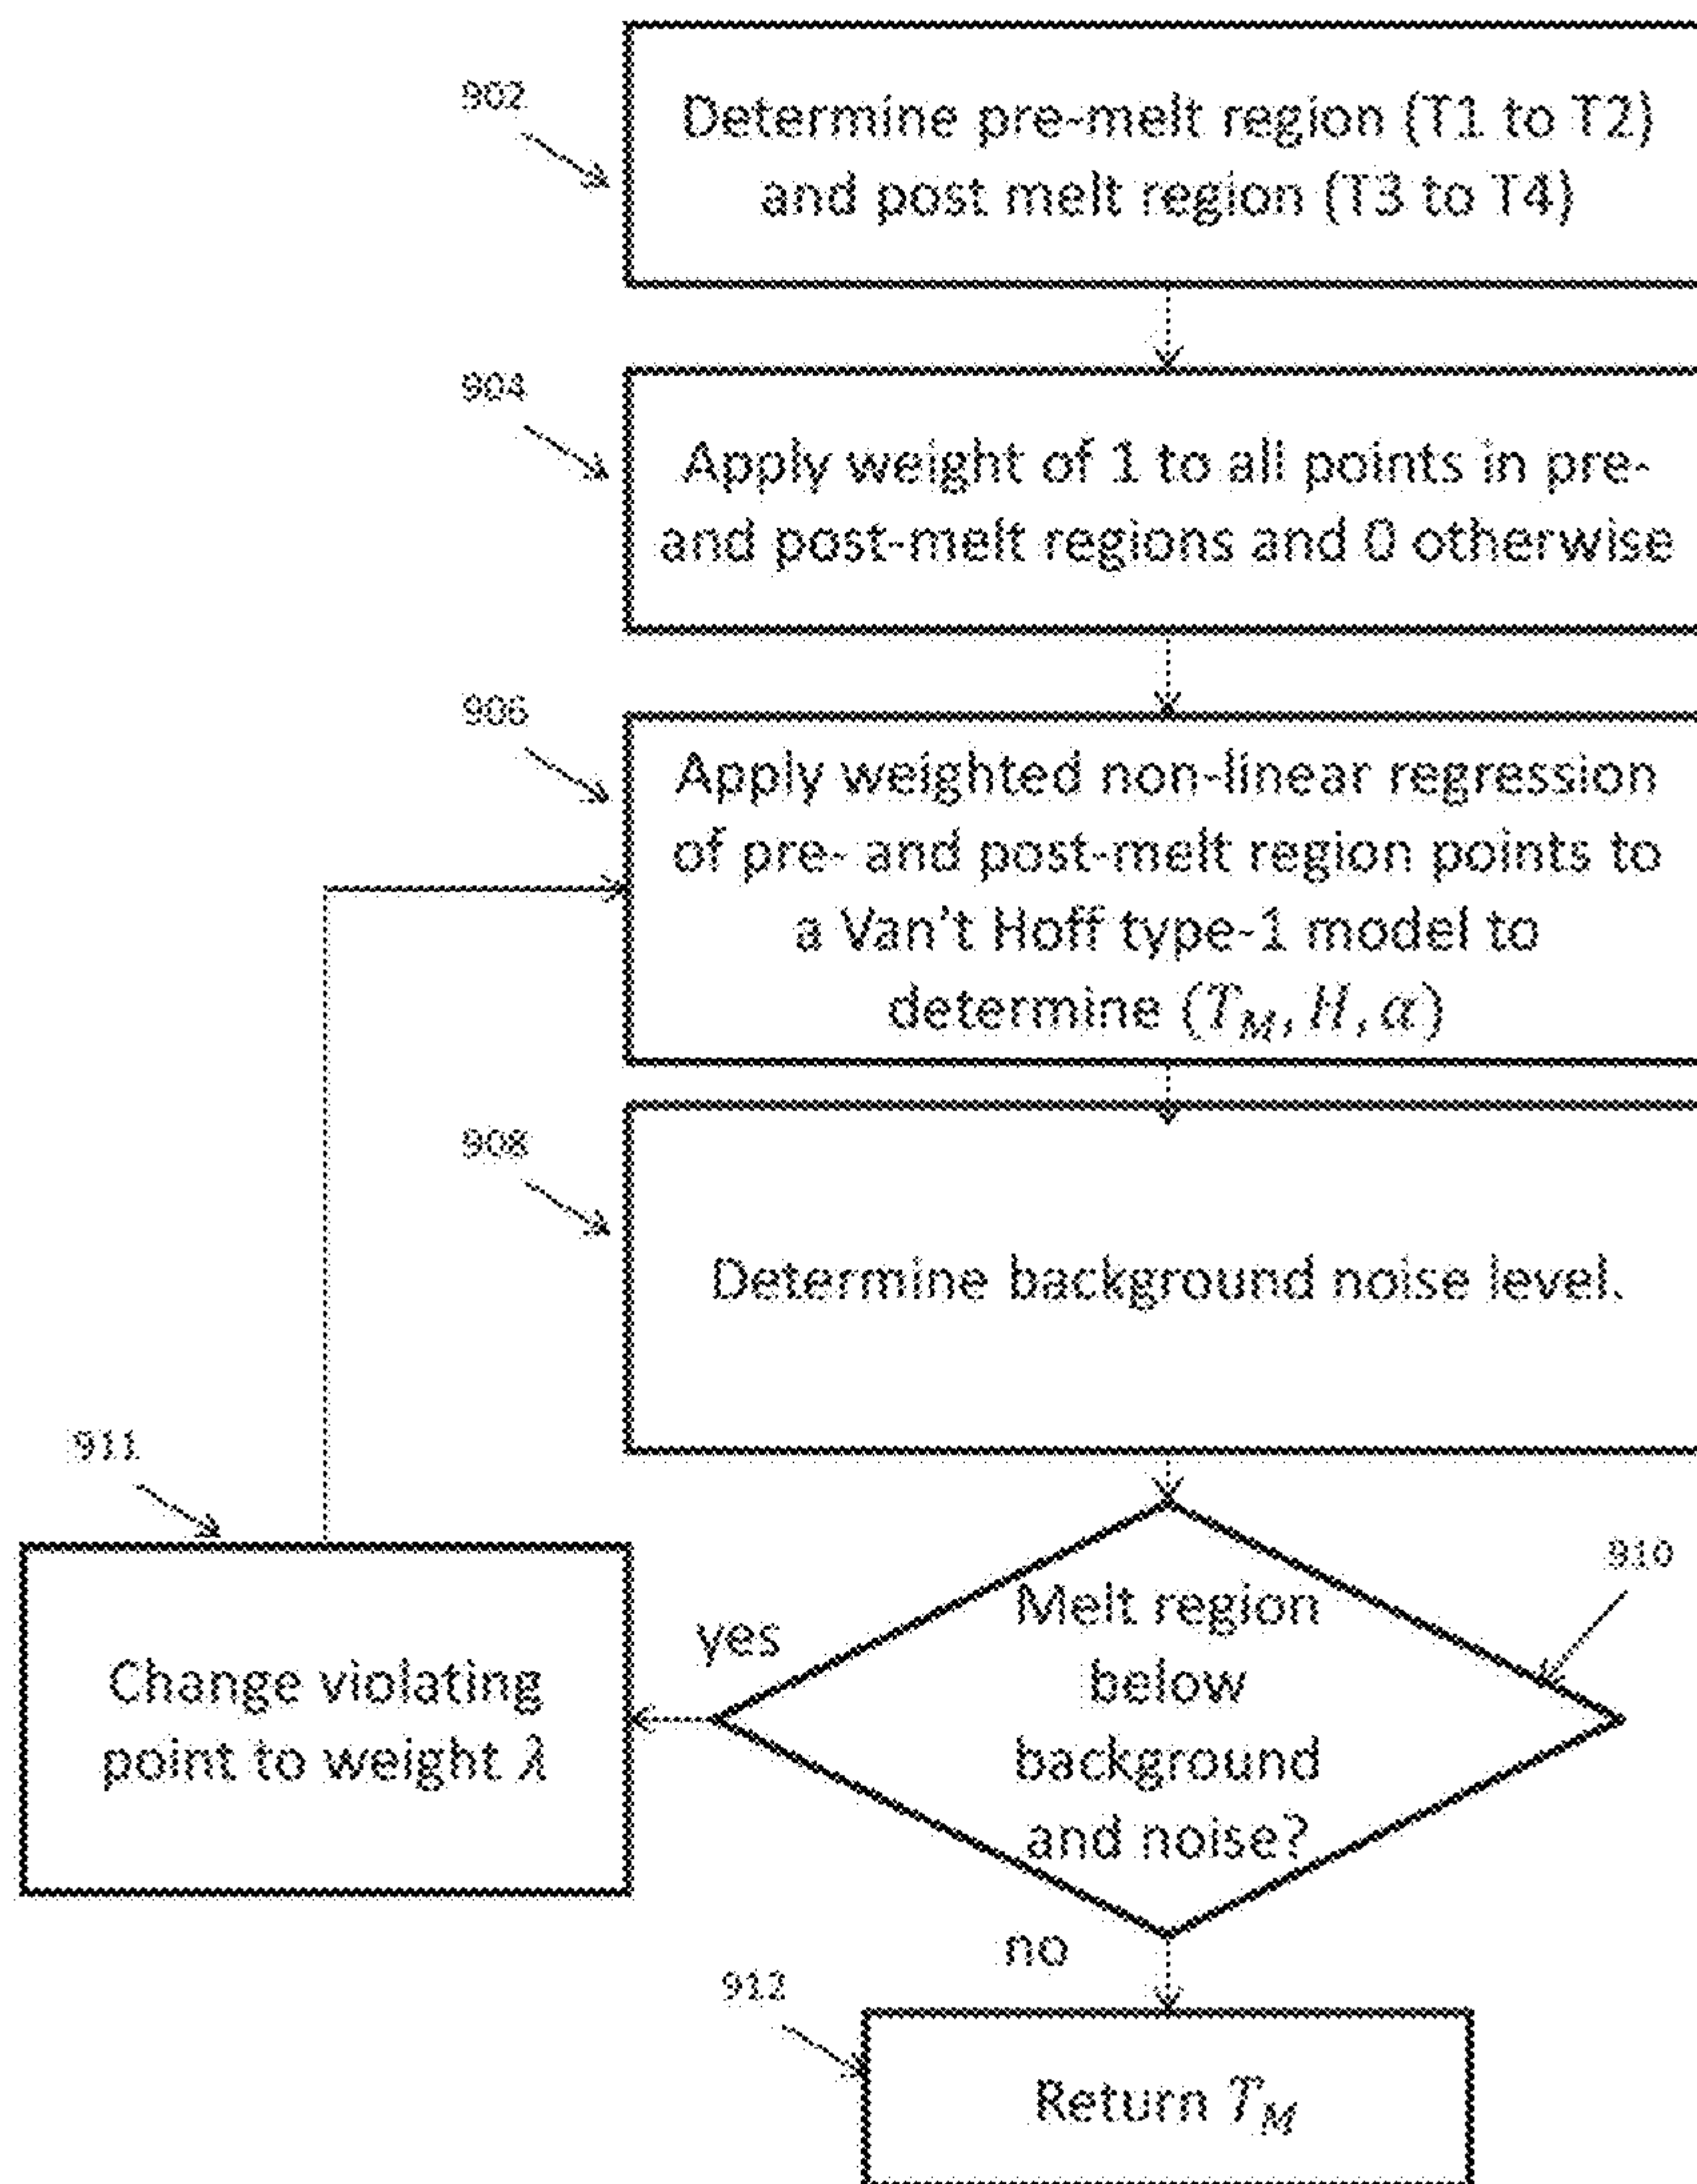 902
Determine pre-melt region (T1 to T2)
and post melt region (T3 to T4)
904
Apply weight of 1 to all points in pre-
and post-melt regions and 0 otherwise
906
Apply weighted non-linear regression
of pre- and post-melt region points to
a Van't Hoff type-1 model to
determine (T_M, H, α)
908
Determine background noise level.
911
Change violating
point to weight λ
yes
910
Melt region
below
background
and noise?
no
912
Return T_M